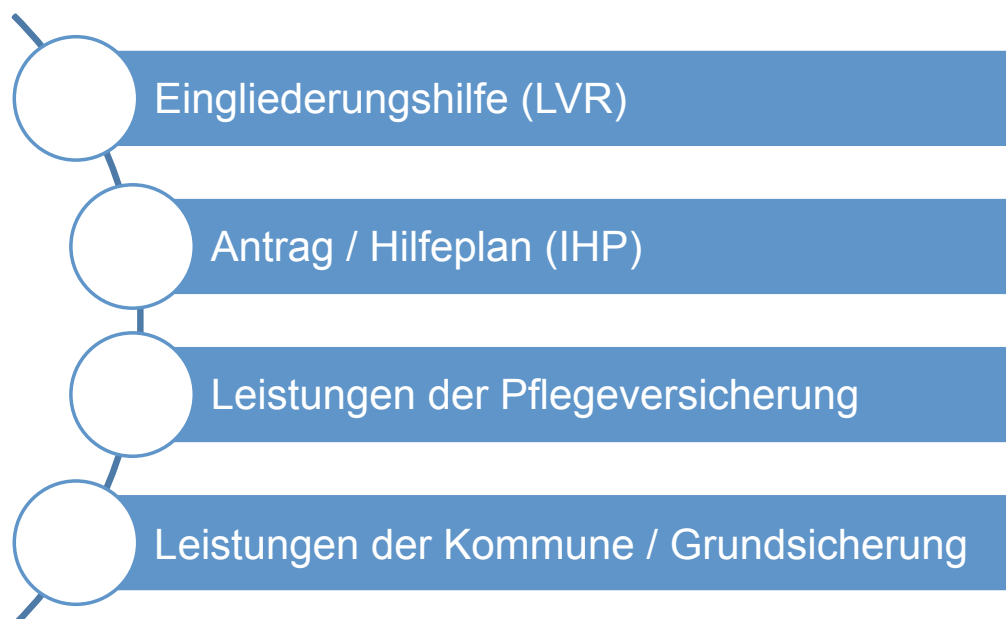 Eingliederungshilfe (LVR)
Antrag / Hilfeplan (IHP)
Leistungen der Pflegeversicherung
Leistungen der Kommune / Grundsicherung